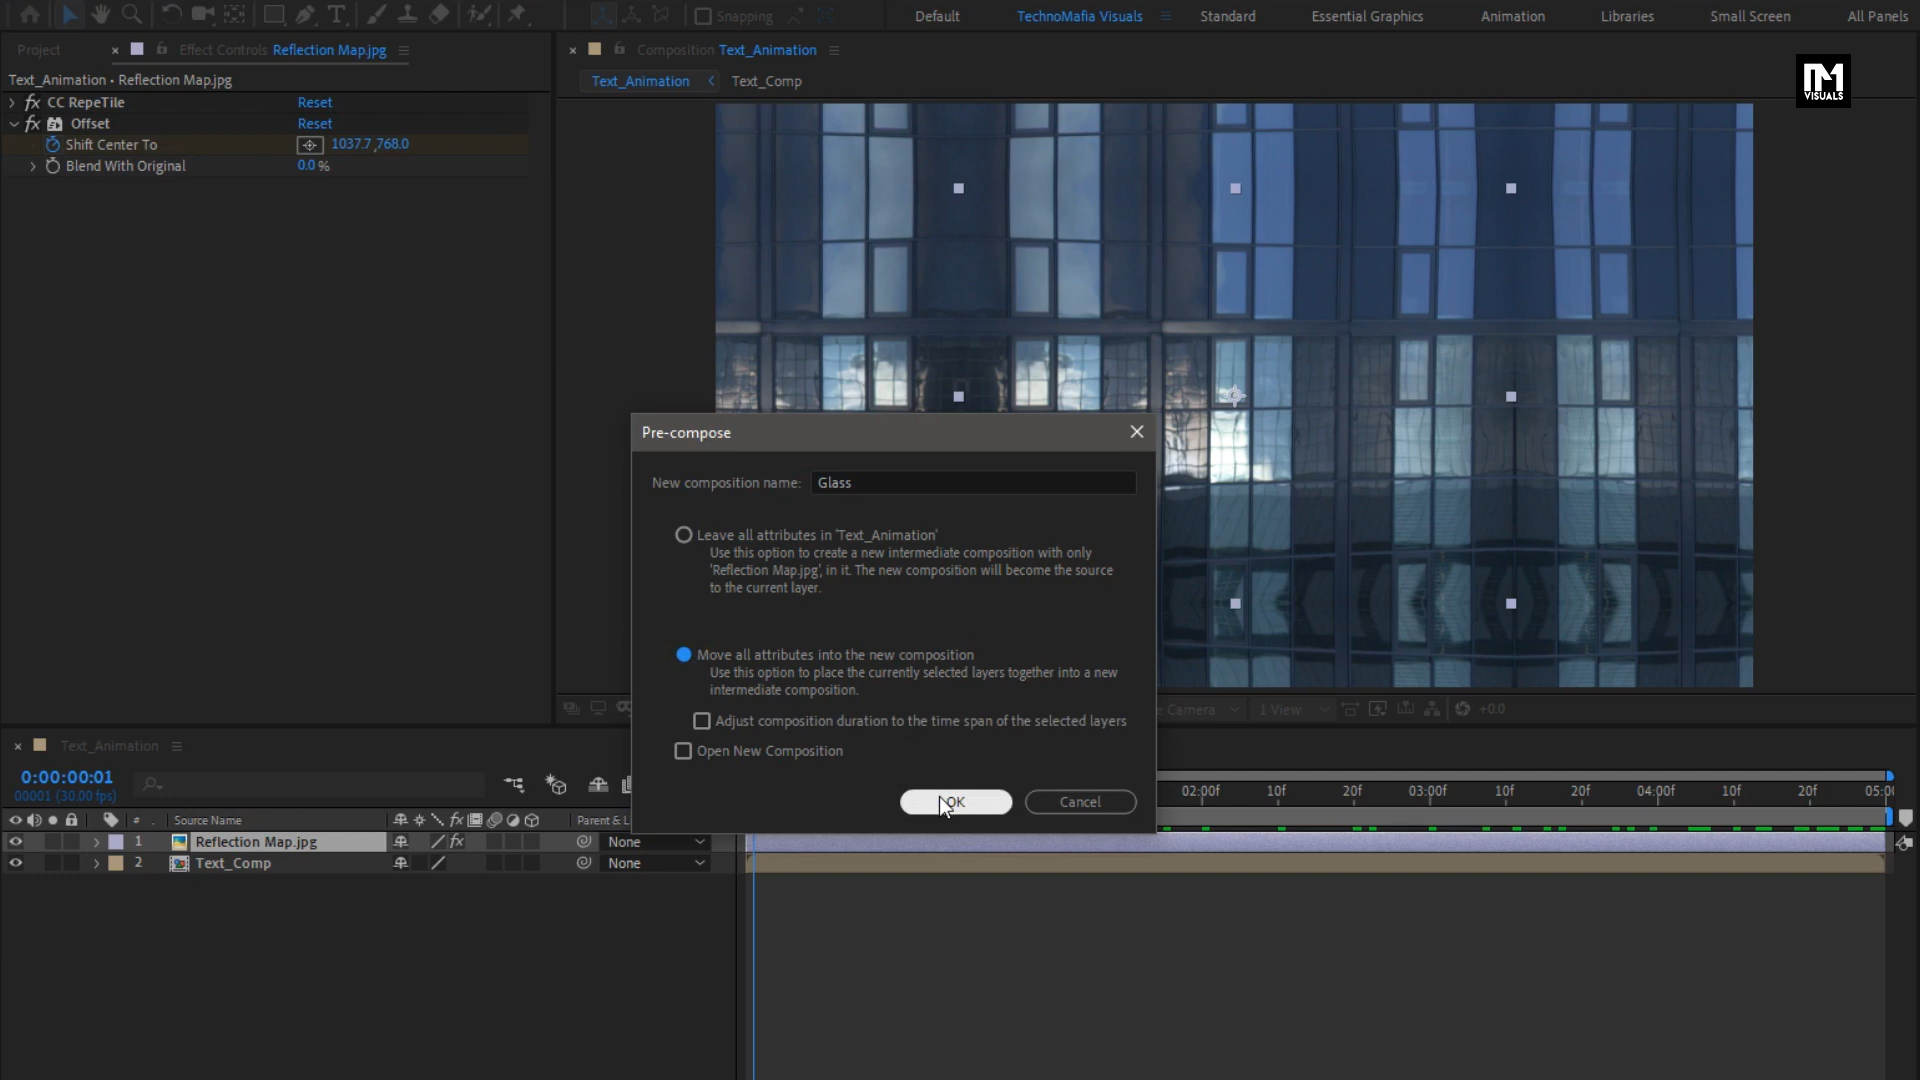 Snapping
Default
TechnoMafia Visuals
Standard
Essential Graphics
Animation
Libraries
Small Screen
All Panels
Project
Effect Controls Reflection Map.jpg
Composition Text_Animation
Text_Animation • Reflection Map.jpg
Text_Animation
Text_Comp
VISUALS
fx CC RepeTile Reset
fx Offset Reset
Shift Center To 1037.7 ,768.0
Blend With Original 0.0 %
Pre-compose
New composition name: Glass
Leave all attributes in 'Text_Animation'
Use this option to create a new intermediate composition with only
'Reflection Map.jpg', in it. The new composition will become the source
to the current layer.
Move all attributes into the new composition
Use this option to place the currently selected layers together into a new
intermediate composition.
Adjust composition duration to the time span of the selected layers
Open New Composition
OK
Cancel
Camera
1 View
+0.0
Text_Animation
0:00:00:01
00001 (30.00 fps)
02:00f 10f 20f 03:00f 10f 20f 04:00f 10f 20f 05:00
# Source Name fx Parent &
1 Reflection Map.jpg fx None
2 Text_Comp None